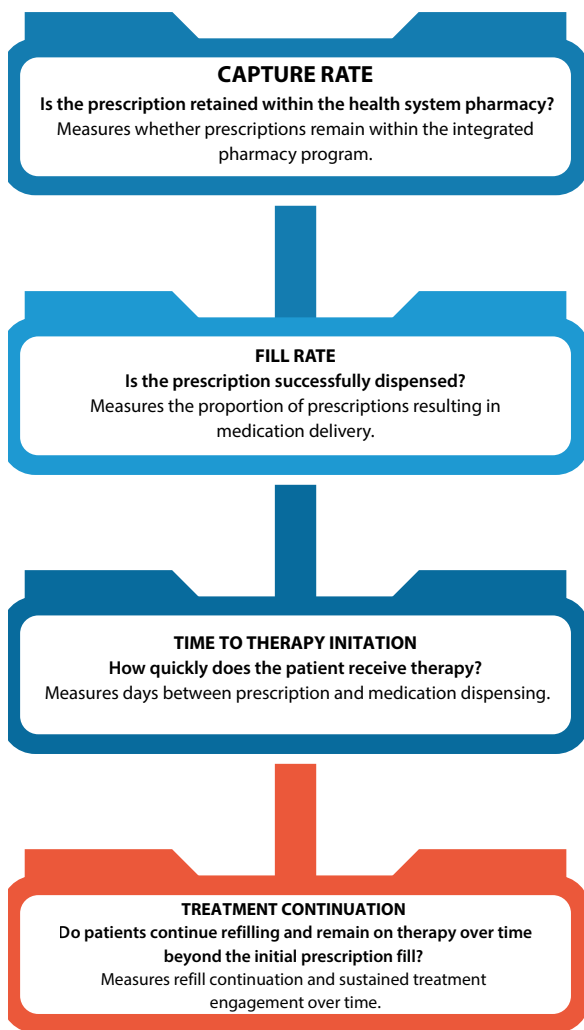 CAPTURE RATE
Is the prescription retained within the health system pharmacy?
Measures whether prescriptions remain within the integrated
pharmacy program.
FILL RATE
Is the prescription successfully dispensed?
Measures the proportion of prescriptions resulting in
medication delivery.
TIME TO THERAPY INITATION
How quickly does the patient receive therapy?
Measures days between prescription and medication dispensing.
TREATMENT CONTINUATION
Do patients continue refilling and remain on therapy over time
beyond the initial prescription fill?
Measures refill continuation and sustained treatment
engagement over time.